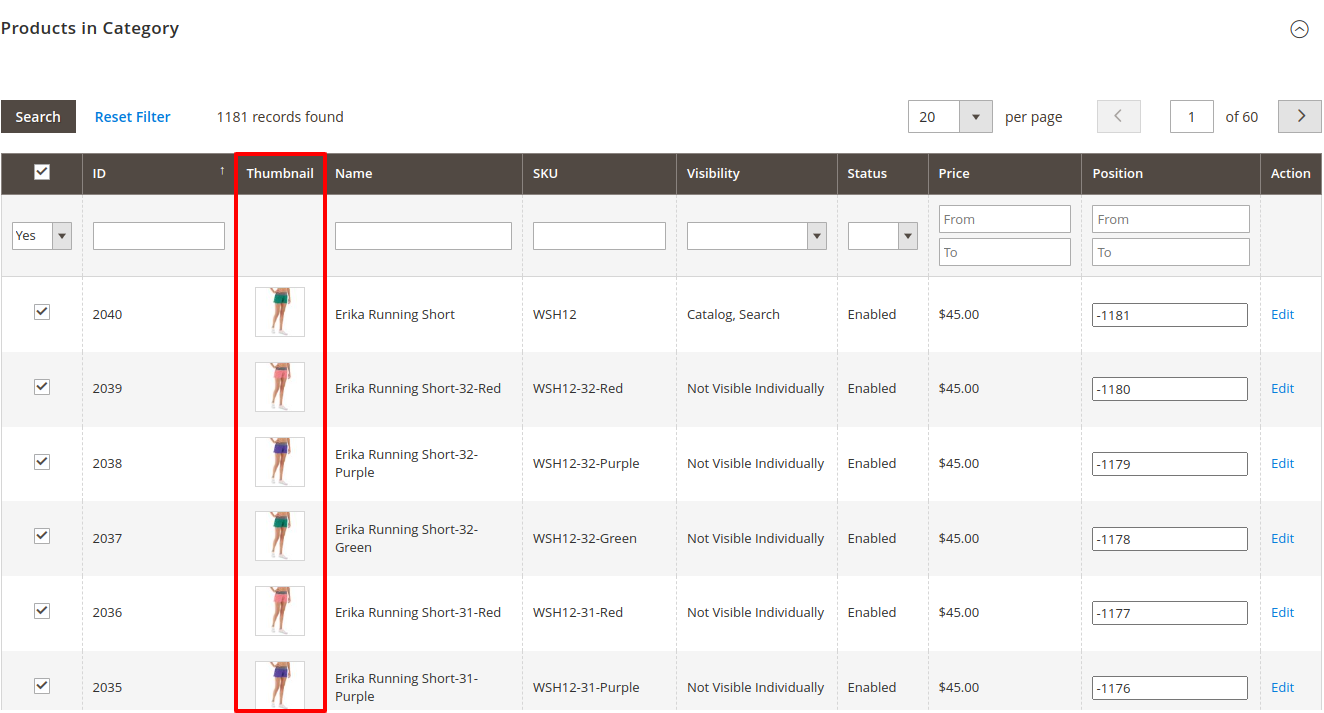 Products in Category
Search Reset Filter 1181 records found 20 per page 1 of 60
ID ↑ Thumbnail Name SKU Visibility Status Price Position Action
Yes From From
To To
2040 Erika Running Short WSH12 Catalog, Search Enabled $45.00 -1181 Edit
2039 Erika Running Short-32-Red WSH12-32-Red Not Visible Individually Enabled $45.00 -1180 Edit
2038 Erika Running Short-32-
Purple WSH12-32-Purple Not Visible Individually Enabled $45.00 -1179 Edit
2037 Erika Running Short-32-
Green WSH12-32-Green Not Visible Individually Enabled $45.00 -1178 Edit
2036 Erika Running Short-31-Red WSH12-31-Red Not Visible Individually Enabled $45.00 -1177 Edit
2035 Erika Running Short-31-
Purple WSH12-31-Purple Not Visible Individually Enabled $45.00 -1176 Edit